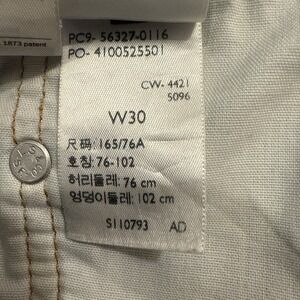 1873 patent
PC9- 56327-0116
PO- 4100525501
CW- 4421
5096
W30
尺码:165/76A
호칭:76-102
허리둘레:76 cm
엉덩이둘레:102 cm
S110793 AD